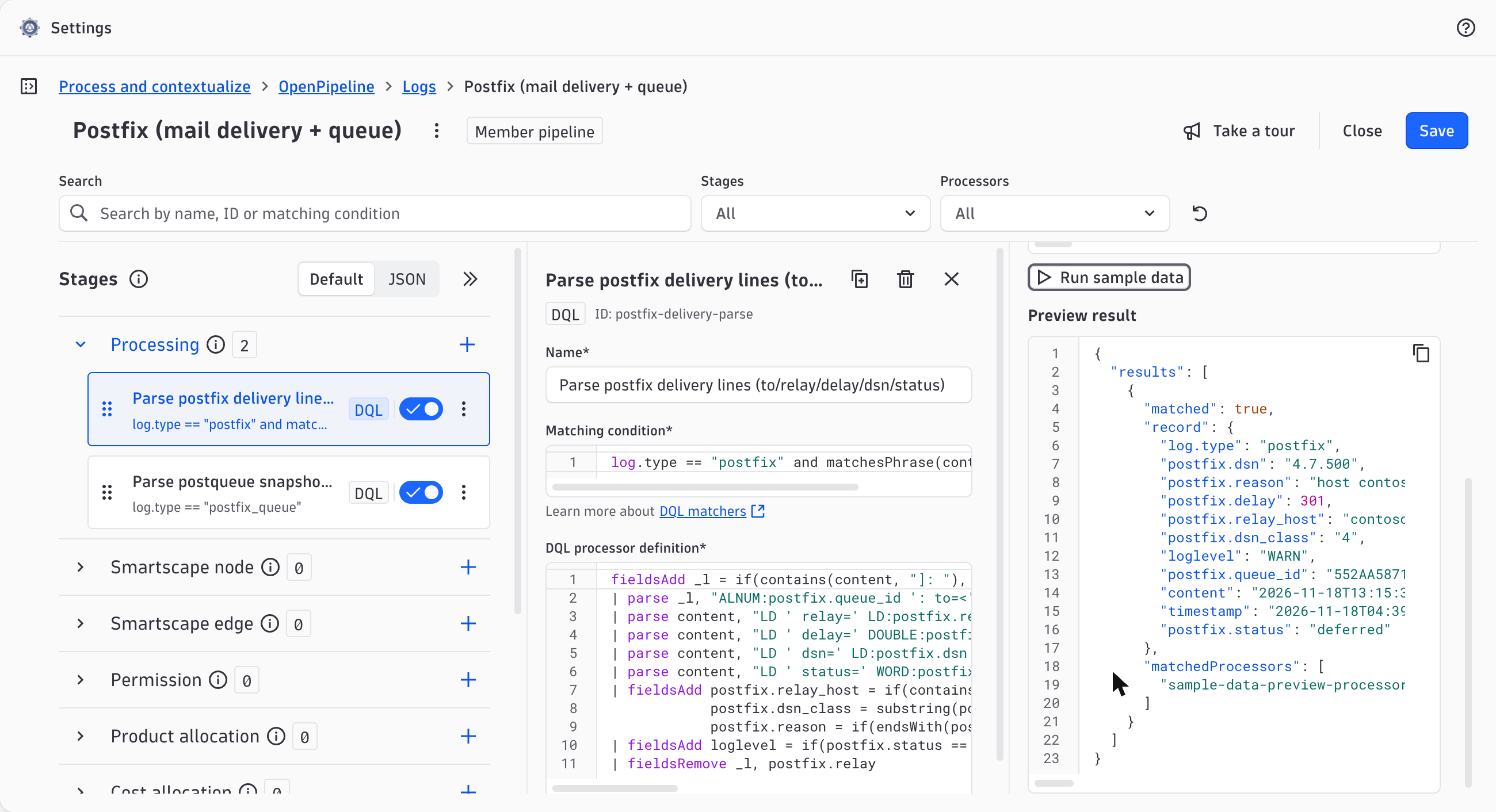 Settings
Process and contextualize > OpenPipeline > Logs > Postfix (mail delivery + queue)
Postfix (mail delivery + queue)
Member pipeline
Take a tour
Close
Save
Search
Search by name, ID or matching condition
Stages
All
Processors
All
Stages
Default
JSON
Processing
2
Parse postfix delivery line...
log.type == "postfix" and matc...
DQL
Parse postqueue snapsho...
log.type == "postfix_queue"
DQL
Smartscape node
0
Smartscape edge
0
Permission
0
Product allocation
0
Cost allocation
0
Parse postfix delivery lines (to...
DQL
ID: postfix-delivery-parse
Name*
Parse postfix delivery lines (to/relay/delay/dsn/status)
Matching condition*
1 log.type == "postfix" and matchesPhrase(cont
Learn more about DQL matchers
DQL processor definition*
1 fieldsAdd _l = if(contains(content, "]: "),
2 | parse _l, "ALNUM:postfix.queue_id ': to=<'
3 | parse content, "LD ' relay=' LD:postfix.re
4 | parse content, "LD ' delay=' DOUBLE:postfi
5 | parse content, "LD ' dsn=' LD:postfix.dsn
6 | parse content, "LD ' status=' WORD:postfix
7 | fieldsAdd postfix.relay_host = if(contains
8 postfix.dsn_class = substring(po
9 postfix.reason = if(endsWith(pos
10 | fieldsAdd loglevel = if(postfix.status ==
11 | fieldsRemove _l, postfix.relay
Run sample data
Preview result
1 {
2 "results": [
3 {
4 "matched": true,
5 "record": {
6 "log.type": "postfix",
7 "postfix.dsn": "4.7.500",
8 "postfix.reason": "host contos
9 "postfix.delay": 301,
10 "postfix.relay_host": "contoso
11 "postfix.dsn_class": "4",
12 "loglevel": "WARN",
13 "postfix.queue_id": "552AA5871
14 "content": "2026-11-18T13:15:3
15 "timestamp": "2026-11-18T04:39
16 "postfix.status": "deferred"
17 },
18 "matchedProcessors": [
19 "sample-data-preview-processor
20 ]
21 }
22 ]
23 }